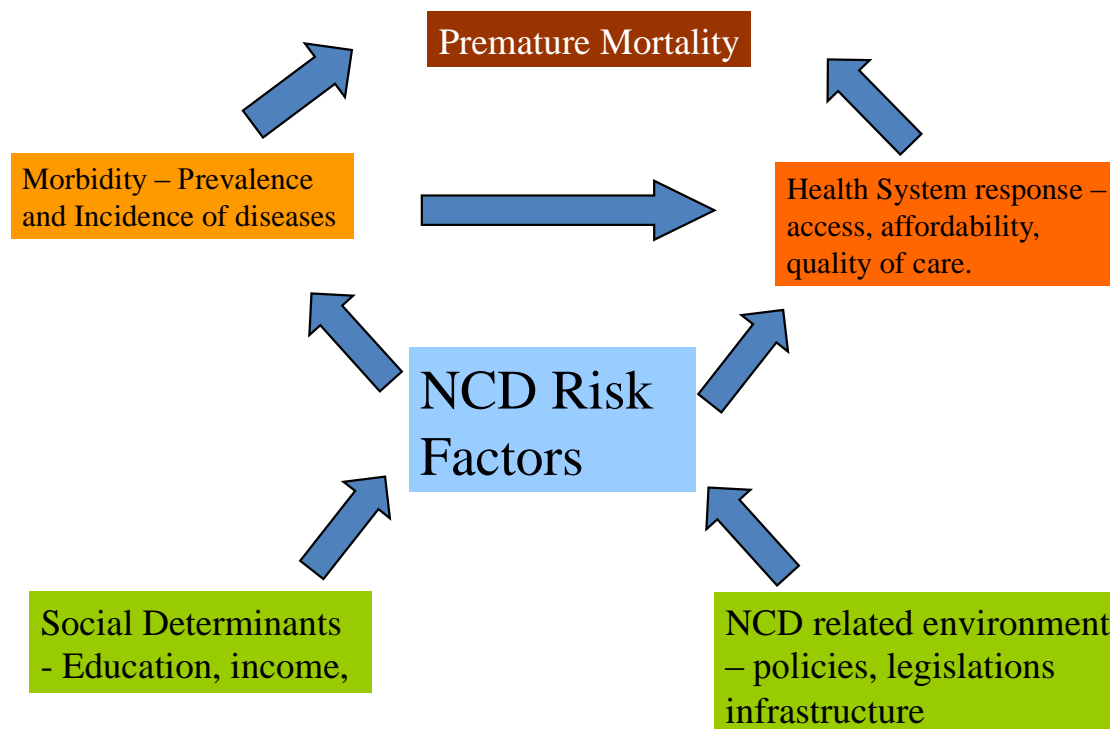 Premature Mortality
Morbidity – Prevalence
and Incidence of diseases
Health System response –
access, affordability,
quality of care.
NCD Risk
Factors
Social Determinants
- Education, income,
NCD related environment
– policies, legislations
infrastructure